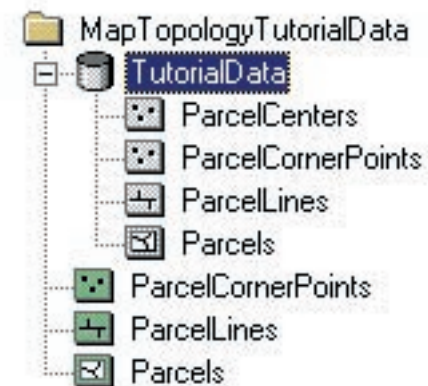 MapTopologyTutorialData
TutorialData
ParcelCenters
ParcelCornerPoints
ParcelLines
Parcels
ParcelCornerPoints
ParcelLines
Parcels